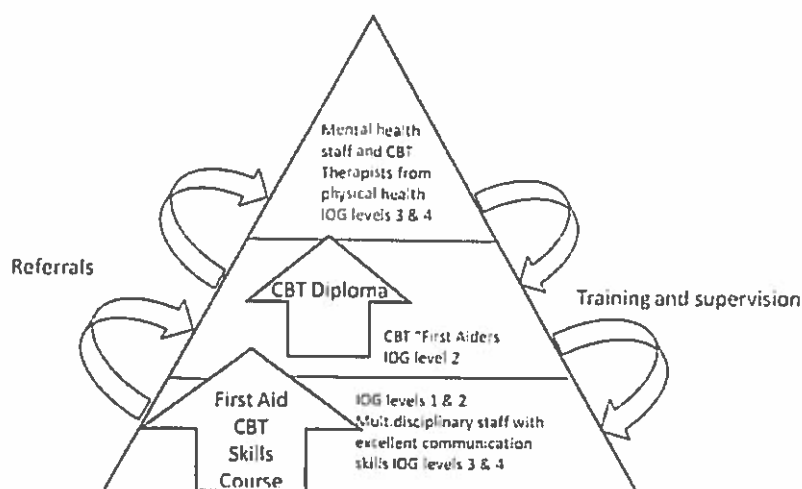 Mental health
staff and CBT
Therapists from
physical health
IOG levels 3 & 4
Referrals
CBT Diploma
Training and supervision
CBT "First Aiders
IOG level 2
First Aid
CBT
Skills
Course
IOG levels 1 & 2
Multidisciplinary staff with
excellent communication
skills IOG levels 3 & 4